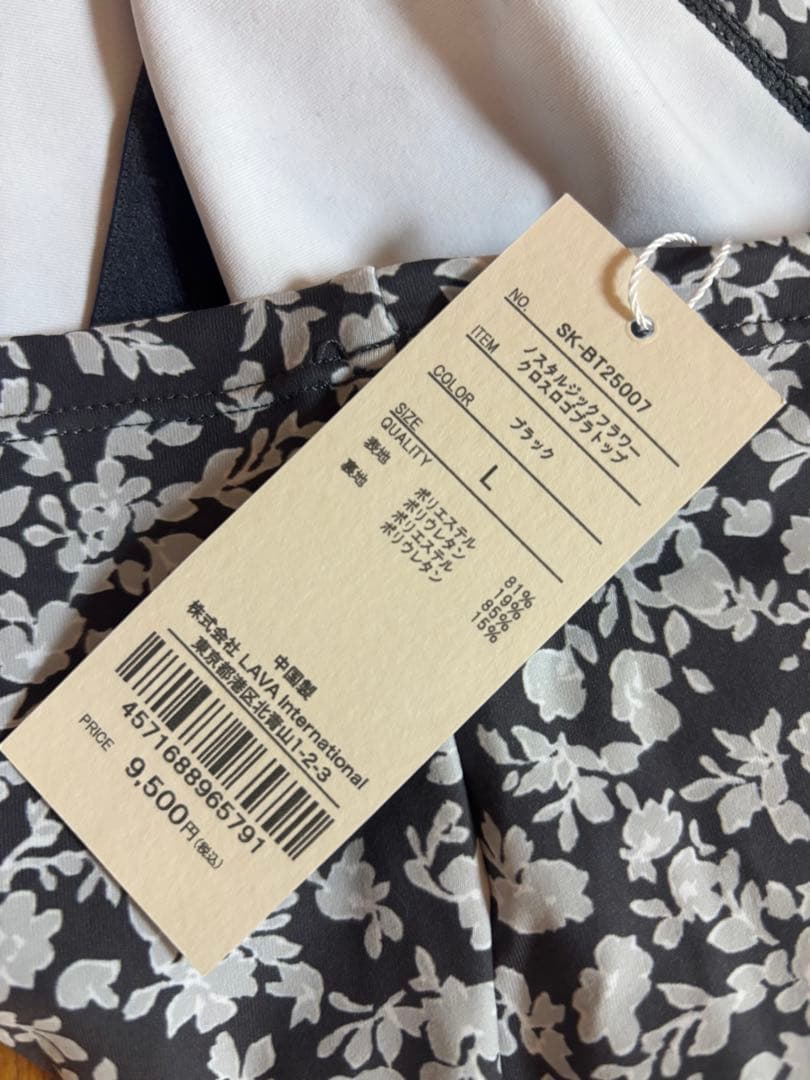 NO. SK-BT25007
ITEM ノスタルジックフラワー
クロスロゴブラトップ
COLOR ブラック
SIZE L
QUALITY
表地 ポリエステル 81%
ポリウレタン 19%
裏地 ポリエステル 85%
ポリウレタン 15%
中国製
株式会社 LAVA International
東京都港区北青山1-2-3
4571688965791
PRICE 9,500円(税込)